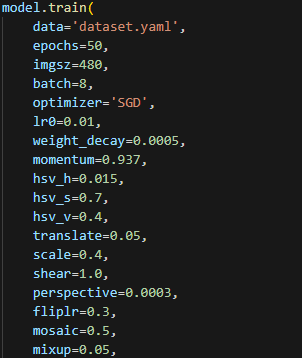 model.train(
    data='dataset.yaml',
    epochs=50,
    imgsz=480,
    batch=8,
    optimizer='SGD',
    lr0=0.01,
    weight_decay=0.0005,
    momentum=0.937,
    hsv_h=0.015,
    hsv_s=0.7,
    hsv_v=0.4,
    translate=0.05,
    scale=0.4,
    shear=1.0,
    perspective=0.0003,
    fliplr=0.3,
    mosaic=0.5,
    mixup=0.05,